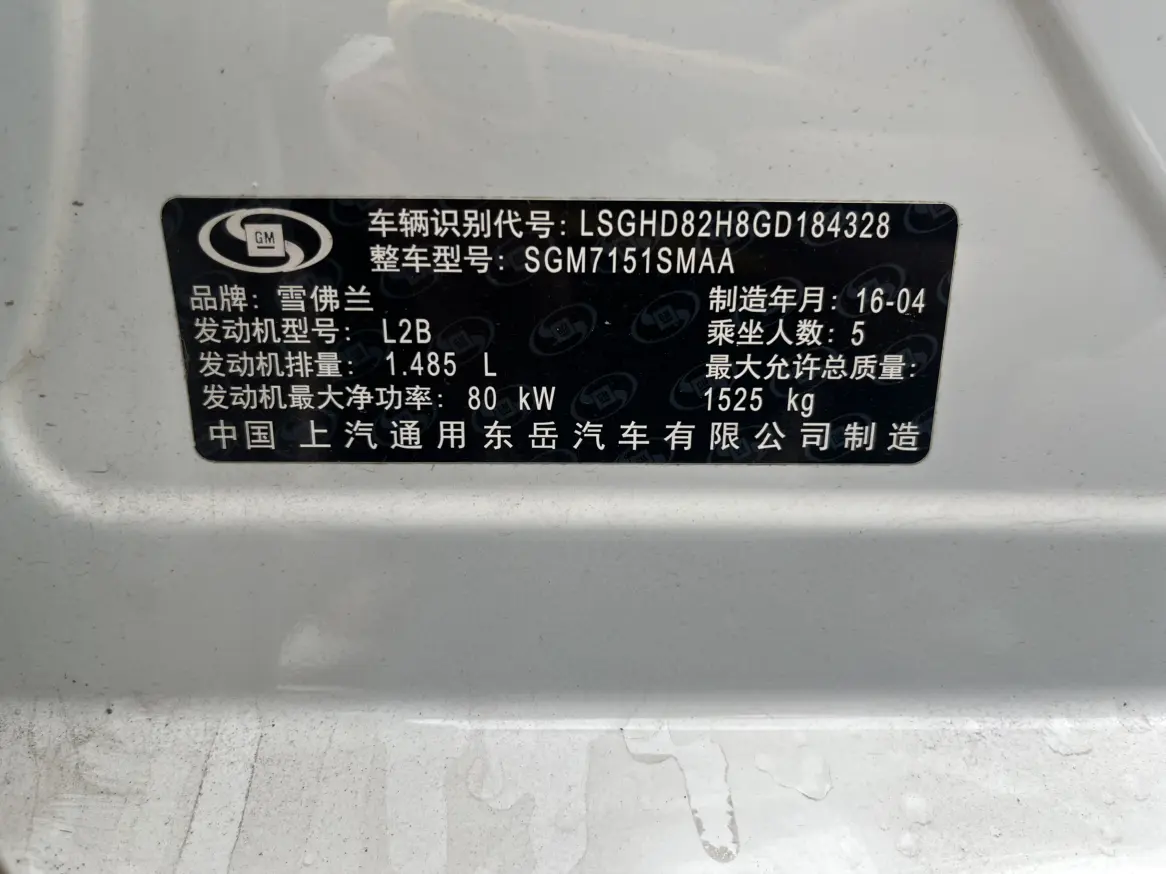 GM
车辆识别代号: LSGHD82H8GD184328
整车型号: SGM7151SMAA
品牌: 雪佛兰
制造年月: 16-04
发动机型号: L2B
乘坐人数: 5
发动机排量: 1.485 L
最大允许总质量:
发动机最大净功率: 80 kW
1525 kg
中国 上汽通用东岳汽车有限公司制造